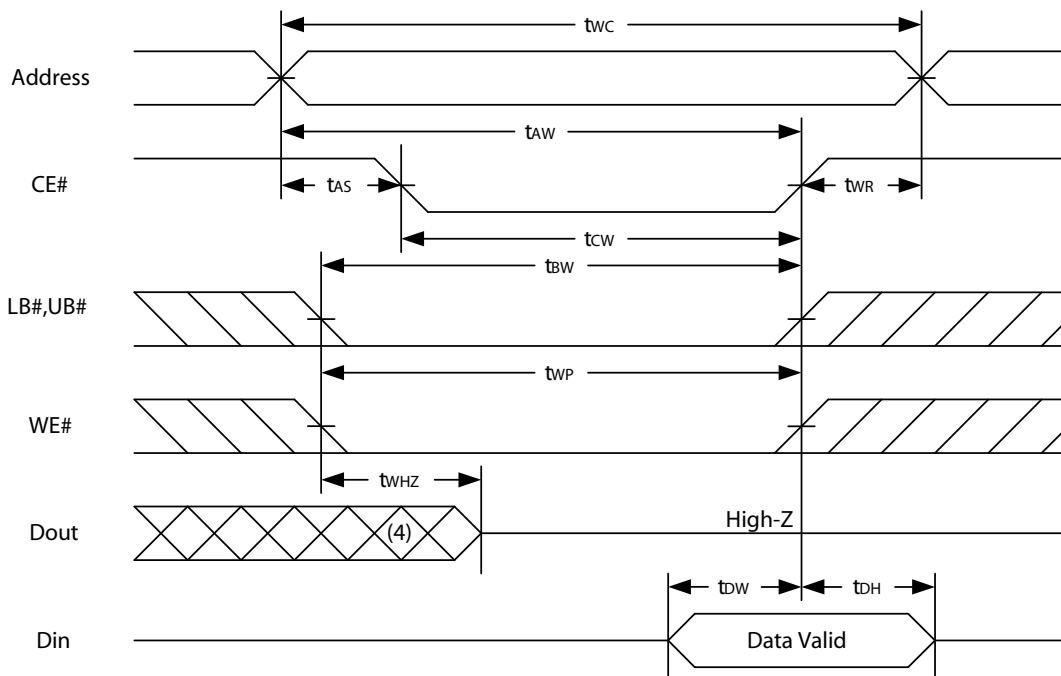 tWC
Address
tAW
CE#
tAS
tWR
tCW
tBW
LB#,UB#
tWP
WE#
tWHZ
Dout
(4)
High-Z
tDW
tDH
Din
Data Valid